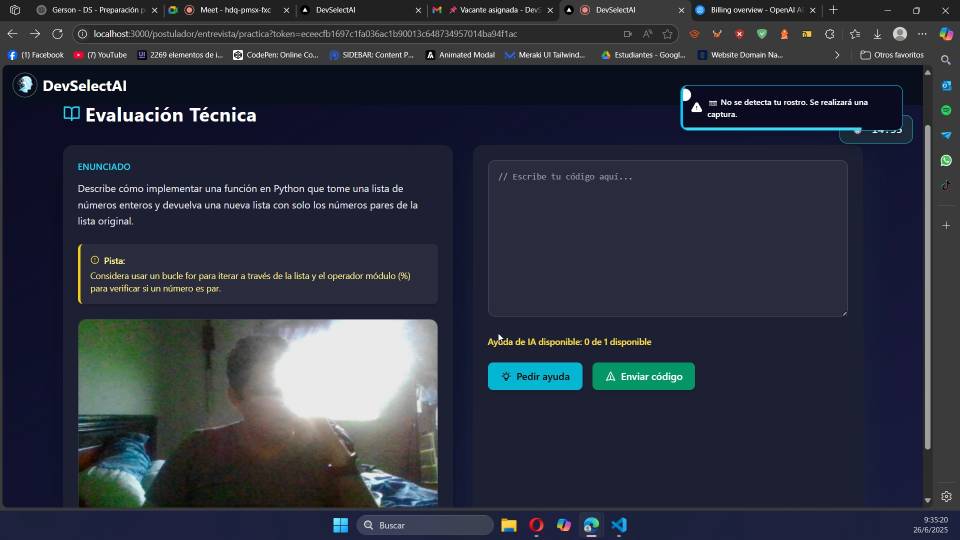 Gerson - DS - Preparación p
Meet - hdq-pmsx-fxc
DevSelectAI
Vacante asignada - DevS
DevSelectAI
Billing overview - OpenAI A
localhost:3000/postulador/entrevista/practica?token=eceecfb1697c1fa036ac1b90013c648734957014ba94f1ac
(1) Facebook
(7) YouTube
2269 elementos de i...
CodePen: Online Co...
SIDEBAR: Content P...
Animated Modal
Meraki UI Tailwind...
Estudiantes - Googl...
Website Domain Na...
Otros favoritos
DevSelectAI
No se detecta tu rostro. Se realizará una
captura.
Evaluación Técnica
ENUNCIADO
Describe cómo implementar una función en Python que tome una lista de
números enteros y devuelva una nueva lista con solo los números pares de la
lista original.
Pista:
Considera usar un bucle for para iterar a través de la lista y el operador módulo (%)
para verificar si un número es par.
// Escribe tu código aquí...
Ayuda de IA disponible: 0 de 1 disponible
Pedir ayuda
Enviar código
Buscar
9:35:20
26/6/2025